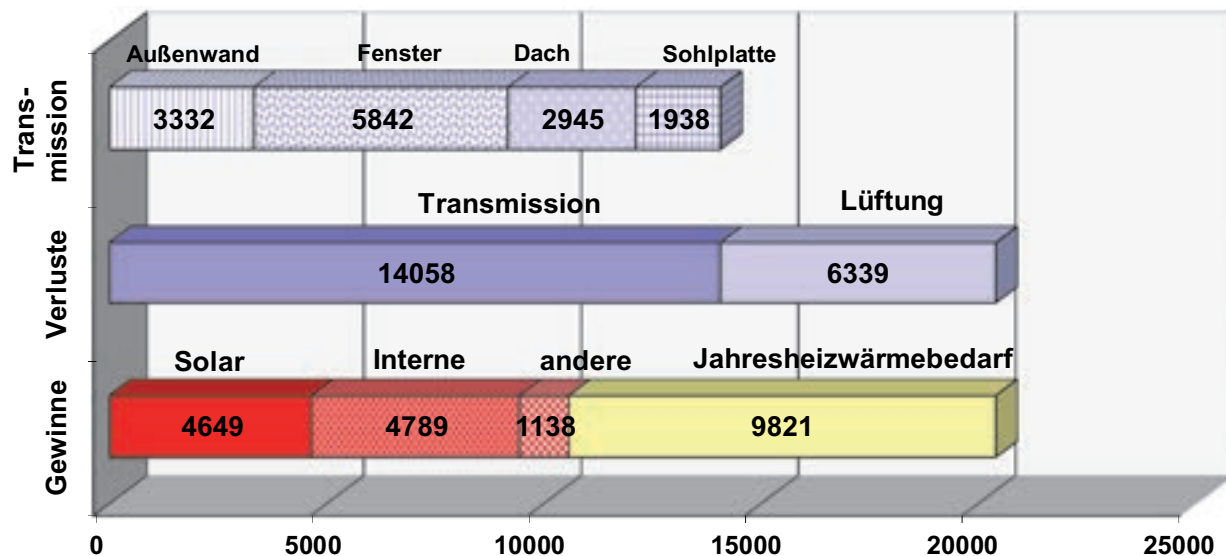 Außenwand Fenster Dach Sohlplatte
Trans-
mission
3332 5842 2945 1938
Transmission Lüftung
Verluste
14058 6339
Solar Interne andere Jahresheizwärmebedarf
Gewinne
4649 4789 1138 9821
0 5000 10000 15000 20000 25000